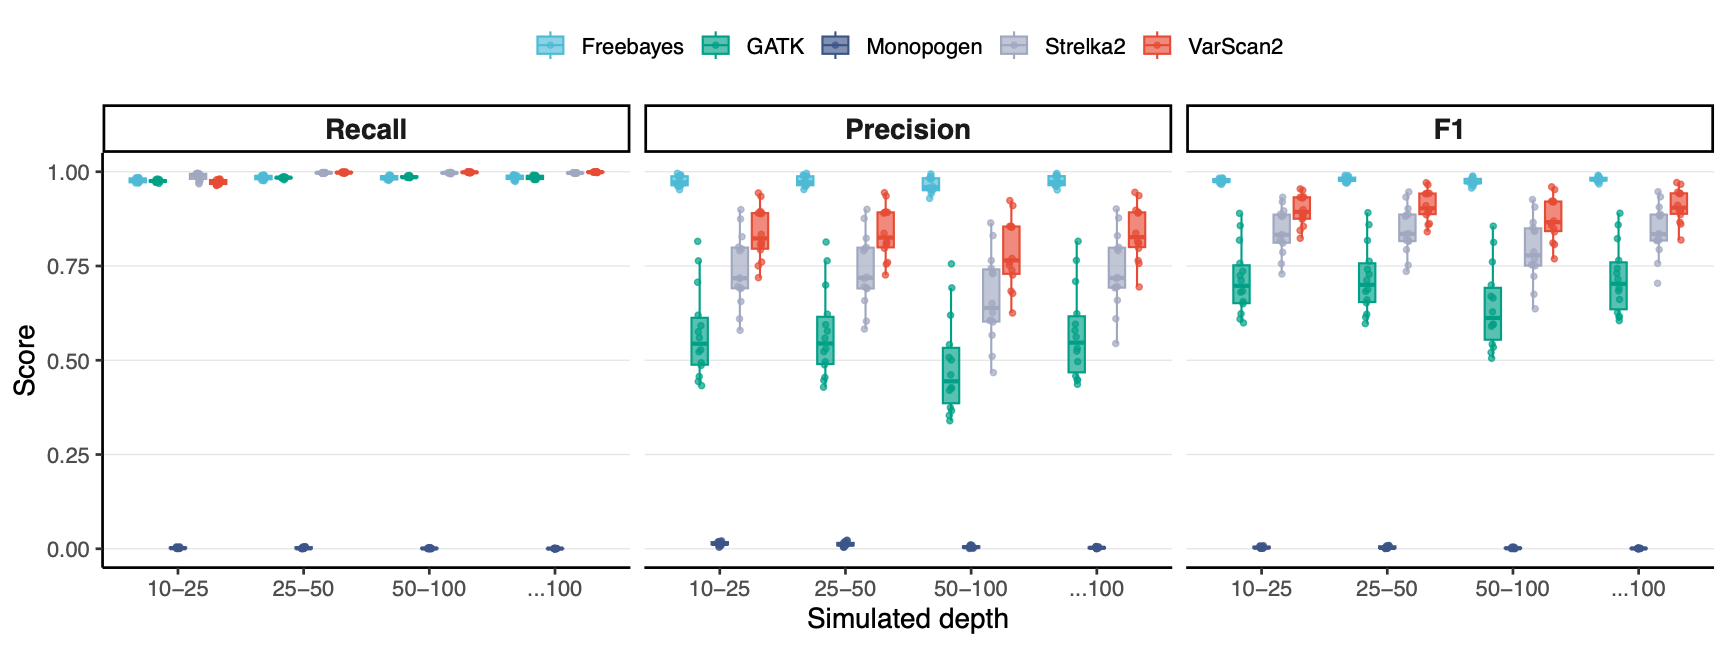 Freebayes GATK Monopogen Strelka2 VarScan2
Recall Precision F1
1.00
0.75
0.50
0.25
0.00
Score
10–25 25–50 50–100 ...100 10–25 25–50 50–100 ...100 10–25 25–50 50–100 ...100
Simulated depth